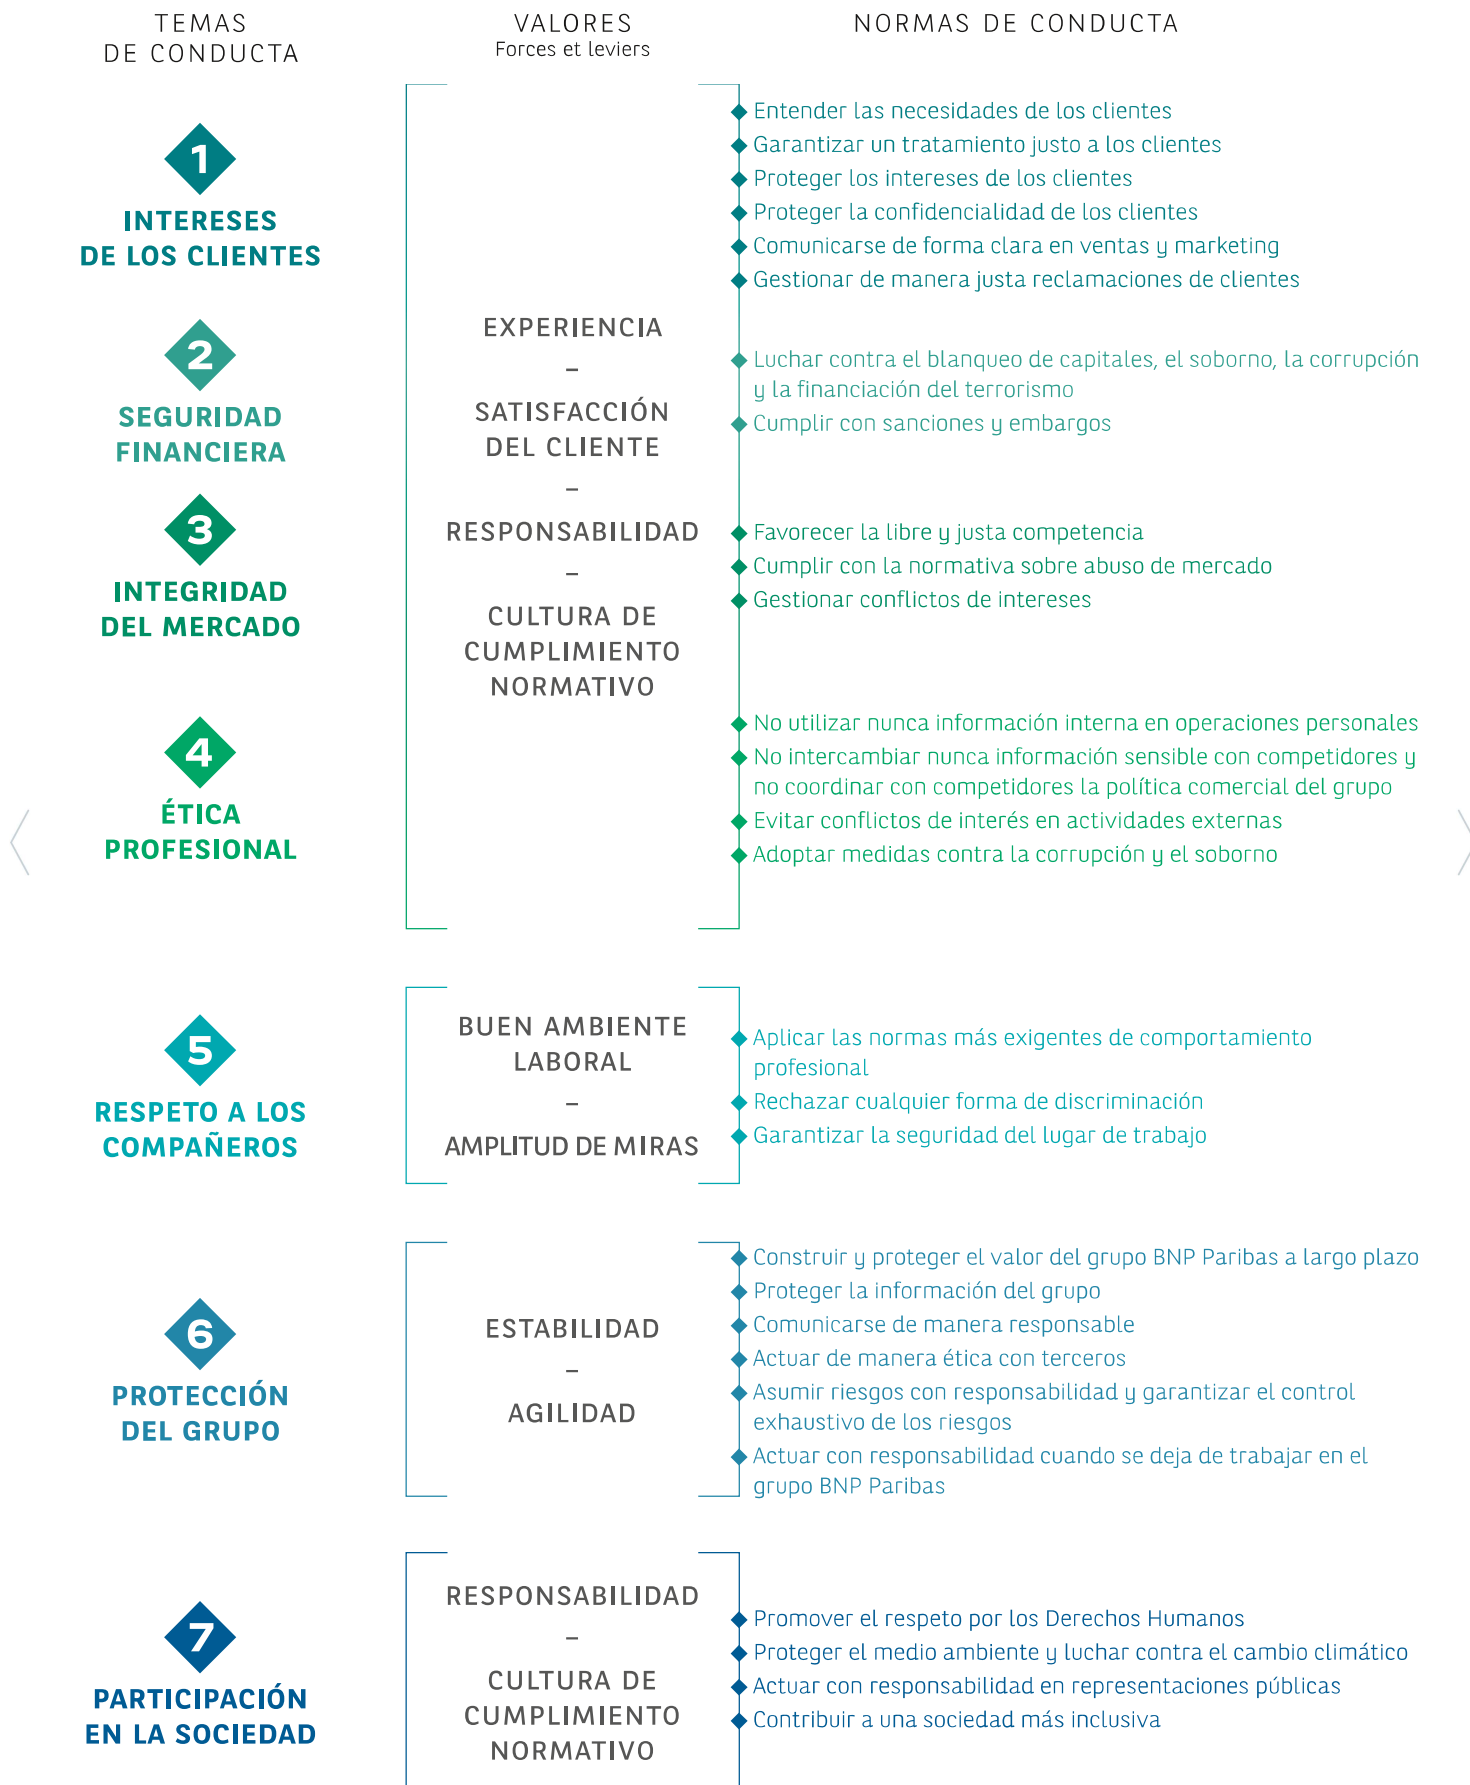 TEMAS
DE CONDUCTA
VALORES
Forces et leviers
NORMAS DE CONDUCTA
1
INTERESES
DE LOS CLIENTES
2
SEGURIDAD
FINANCIERA
3
INTEGRIDAD
DEL MERCADO
4
ÉTICA
PROFESIONAL
EXPERIENCIA
–
SATISFACCIÓN
DEL CLIENTE
–
RESPONSABILIDAD
–
CULTURA DE
CUMPLIMIENTO
NORMATIVO
Entender las necesidades de los clientes
Garantizar un tratamiento justo a los clientes
Proteger los intereses de los clientes
Proteger la confidencialidad de los clientes
Comunicarse de forma clara en ventas y marketing
Gestionar de manera justa reclamaciones de clientes
Luchar contra el blanqueo de capitales, el soborno, la corrupción
y la financiación del terrorismo
Cumplir con sanciones y embargos
Favorecer la libre y justa competencia
Cumplir con la normativa sobre abuso de mercado
Gestionar conflictos de intereses
No utilizar nunca información interna en operaciones personales
No intercambiar nunca información sensible con competidores y
no coordinar con competidores la política comercial del grupo
Evitar conflictos de interés en actividades externas
Adoptar medidas contra la corrupción y el soborno
5
RESPETO A LOS
COMPAÑEROS
BUEN AMBIENTE
LABORAL
–
AMPLITUD DE MIRAS
Aplicar las normas más exigentes de comportamiento
profesional
Rechazar cualquier forma de discriminación
Garantizar la seguridad del lugar de trabajo
6
PROTECCIÓN
DEL GRUPO
ESTABILIDAD
–
AGILIDAD
Construir y proteger el valor del grupo BNP Paribas a largo plazo
Proteger la información del grupo
Comunicarse de manera responsable
Actuar de manera ética con terceros
Asumir riesgos con responsabilidad y garantizar el control
exhaustivo de los riesgos
Actuar con responsabilidad cuando se deja de trabajar en el
grupo BNP Paribas
7
PARTICIPACIÓN
EN LA SOCIEDAD
RESPONSABILIDAD
–
CULTURA DE
CUMPLIMIENTO
NORMATIVO
Promover el respeto por los Derechos Humanos
Proteger el medio ambiente y luchar contra el cambio climático
Actuar con responsabilidad en representaciones públicas
Contribuir a una sociedad más inclusiva